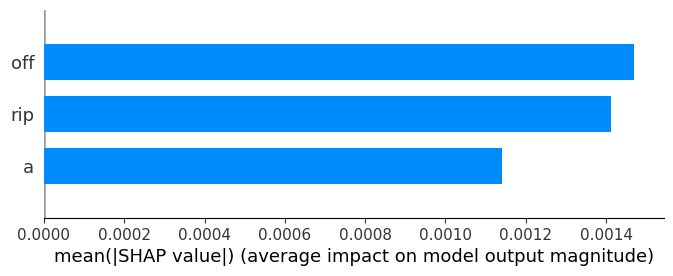 off
rip
a
0.0000 0.0002 0.0004 0.0006 0.0008 0.0010 0.0012 0.0014
mean(|SHAP value|) (average impact on model output magnitude)